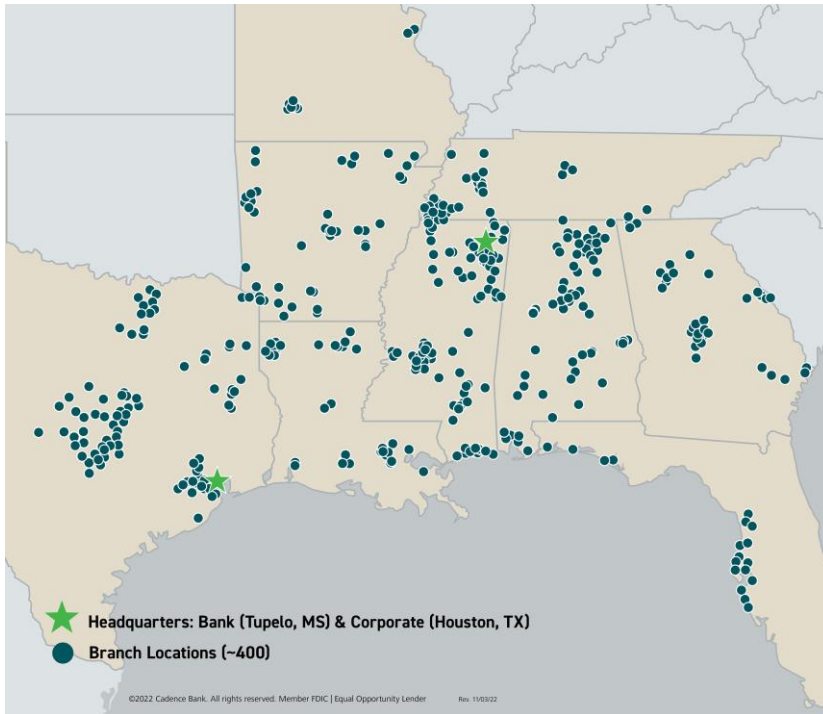 Headquarters: Bank (Tupelo, MS) & Corporate (Houston, TX)
Branch Locations (~400)
©2022 Cadence Bank. All rights reserved. Member FDIC | Equal Opportunity Lender Rev. 11/03/22